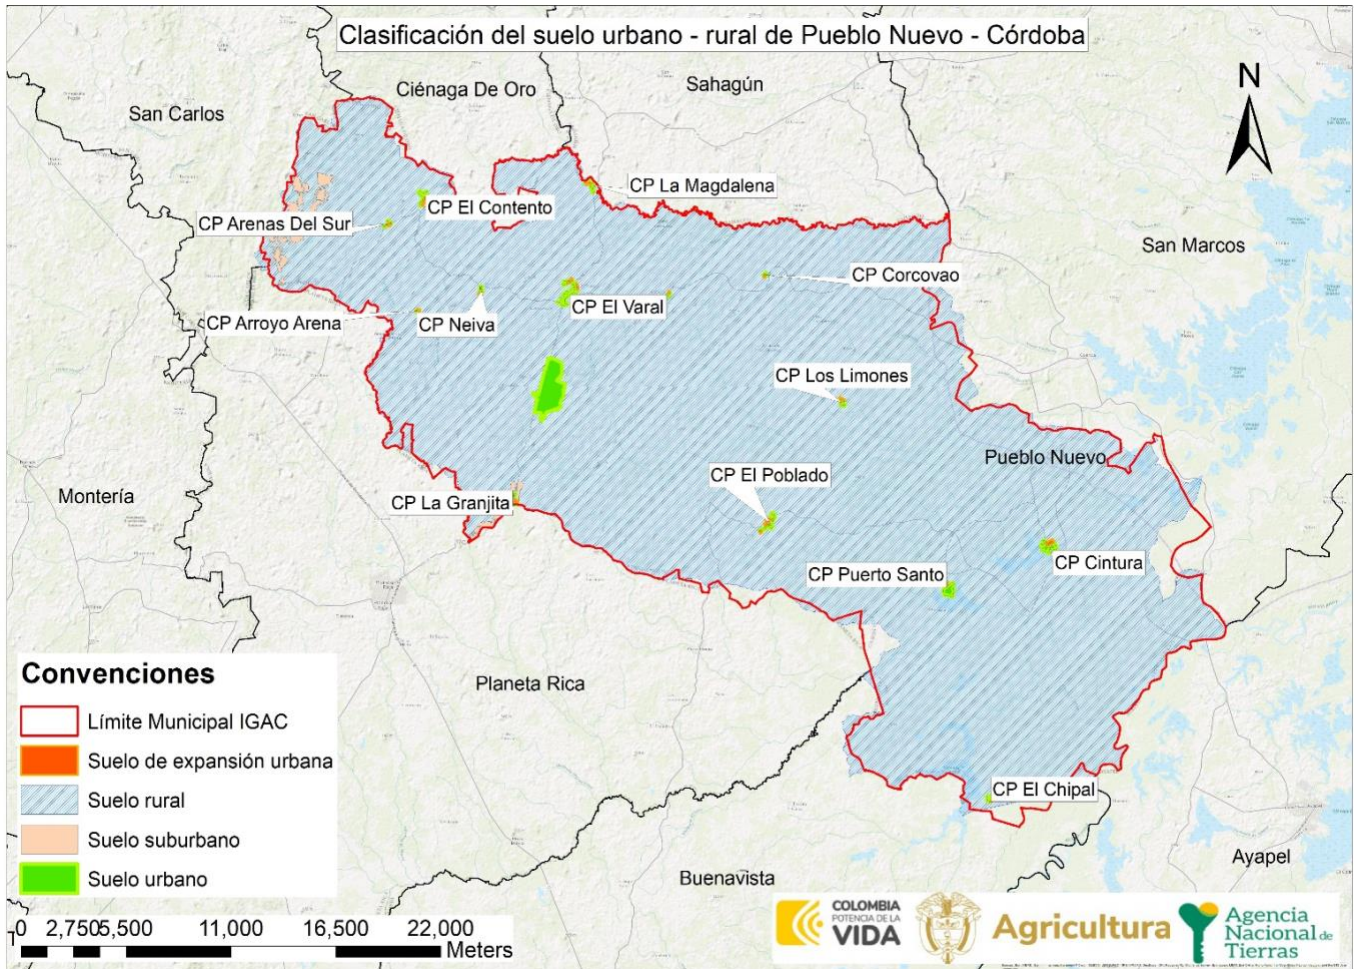 Clasificación del suelo urbano - rural de Pueblo Nuevo - Córdoba
N
Ciénaga De Oro
Sahagún
San Carlos
CP La Magdalena
CP El Contento
CP Arenas Del Sur
San Marcos
CP Corcovao
CP El Varal
CP Arroyo Arena
CP Neiva
CP Los Limones
Pueblo Nuevo
CP El Poblado
Montería
CP La Granjita
CP Cintura
CP Puerto Santo
Planeta Rica
CP El Chipal
Ayapel
Buenavista
Convenciones
Límite Municipal IGAC
Suelo de expansión urbana
Suelo rural
Suelo suburbano
Suelo urbano
0 2,750 5,500 11,000 16,500 22,000
Meters
COLOMBIA
POTENCIA DE LA
VIDA
Agricultura
Agencia
Nacional de
Tierras